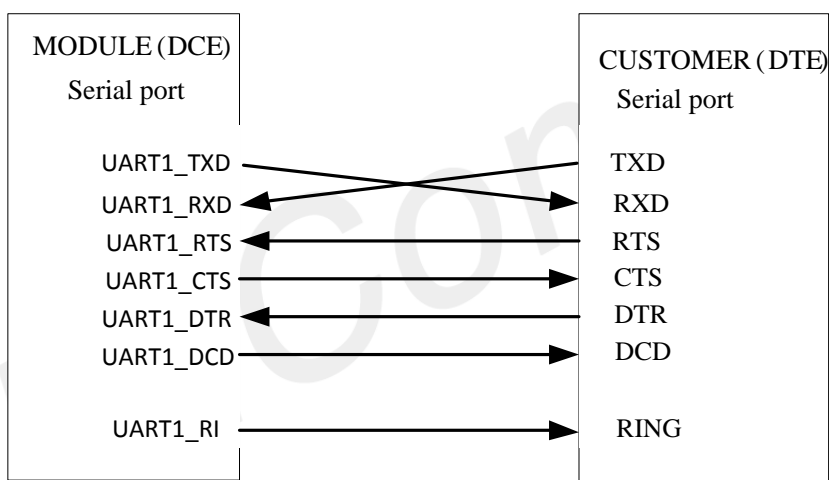 MODULE (DCE)
Serial port
UART1_TXD
UART1_RXD
UART1_RTS
UART1_CTS
UART1_DTR
UART1_DCD
UART1_RI
CUSTOMER ( DTE)
Serial port
TXD
RXD
RTS
CTS
DTR
DCD
RING